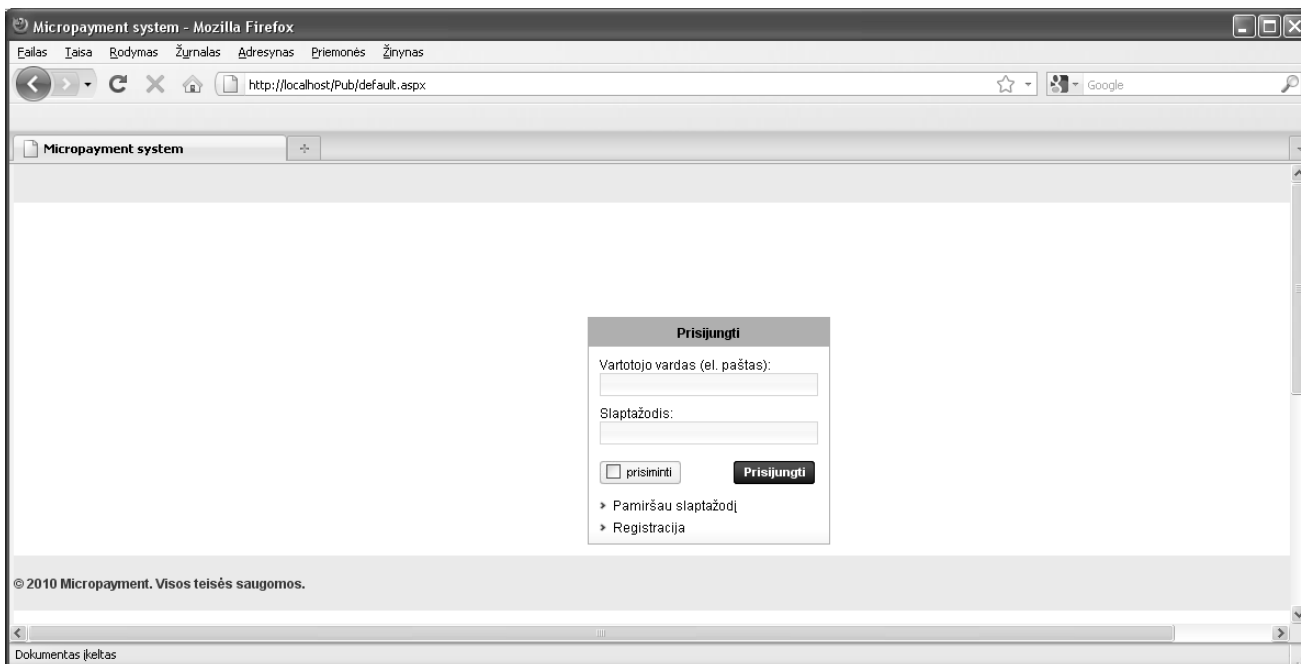 Micropayment system - Mozilla Firefox
Failas Taisa Rodymas Žurnalas Adresynas Priemonės Žinynas
http://localhost/Pub/default.aspx Google
Micropayment system
Prisijungti
Vartotojo vardas (el. paštas):
Slaptažodis:
prisiminti Prisijungti
Pamiršau slaptažodį
Registracija
© 2010 Micropayment. Visos teisės saugomos.
Dokumentas įkeltas